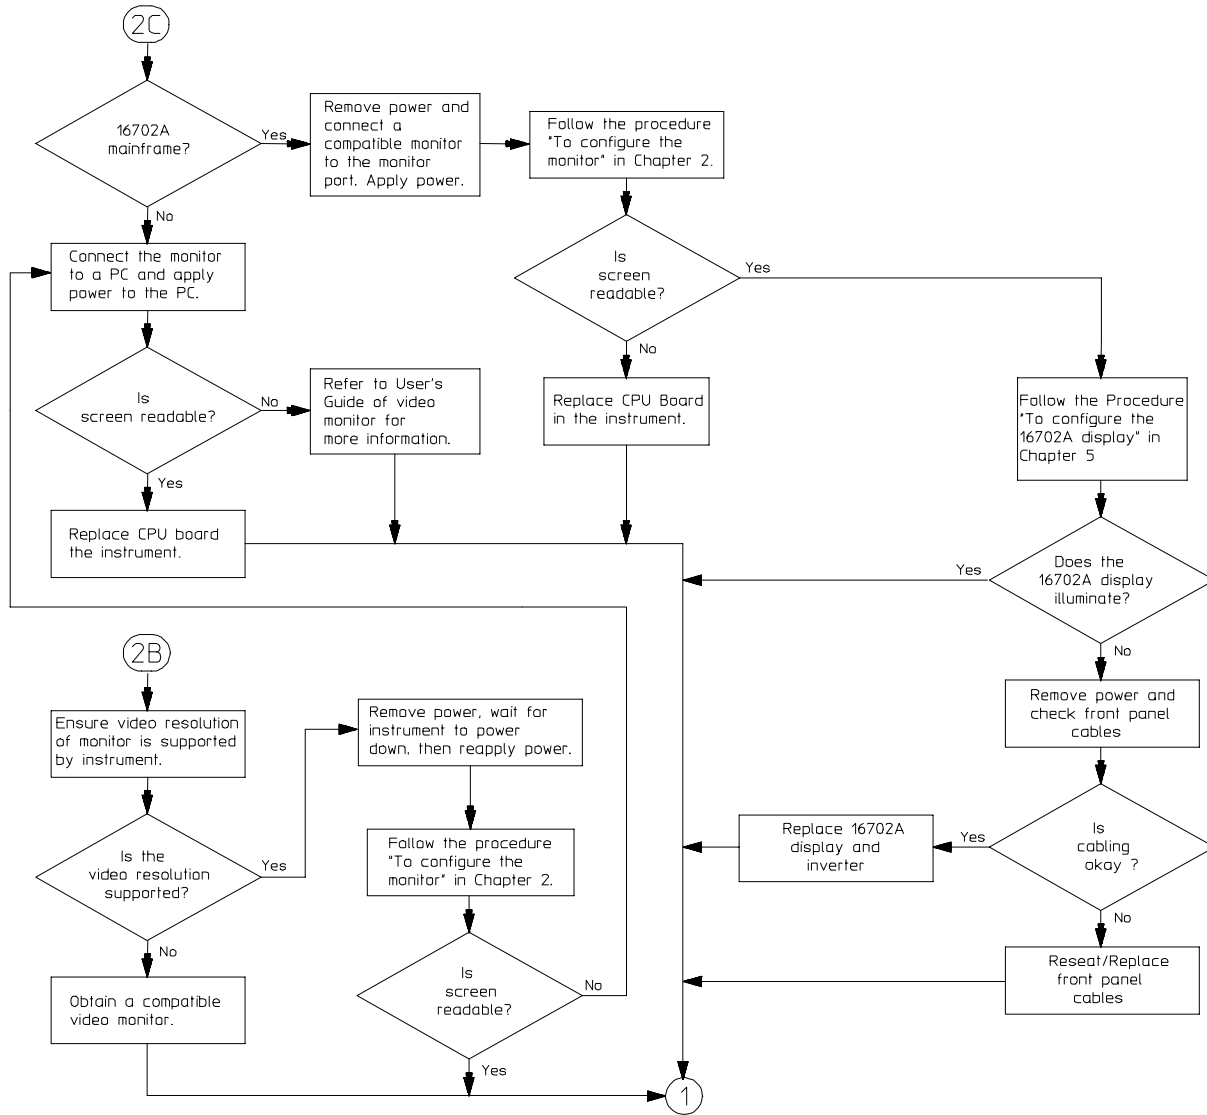 2C
16702A
mainframe?
Yes
No
Remove power and
connect a
compatible monitor
to the monitor
port. Apply power.
Follow the procedure
"To configure the
monitor" in Chapter 2.
Is
screen
readable?
Yes
No
Connect the monitor
to a PC and apply
power to the PC.
Is
screen readable?
No
Yes
Refer to User's
Guide of video
monitor for
more information.
Replace CPU Board
in the instrument.
Follow the Procedure
"To configure the
16702A display" in
Chapter 5
Replace CPU board
the instrument.
Does the
16702A display
illuminate?
Yes
No
2B
Ensure video resolution
of monitor is supported
by instrument.
Remove power, wait for
instrument to power
down, then reapply power.
Remove power and
check front panel
cables
Is the
video resolution
supported?
Yes
No
Follow the procedure
"To configure the
monitor" in Chapter 2.
Replace 16702A
display and
inverter
Yes
Is
cabling
okay ?
No
Obtain a compatible
video monitor.
Is
screen
readable?
No
Yes
Reseat/Replace
front panel
cables
1